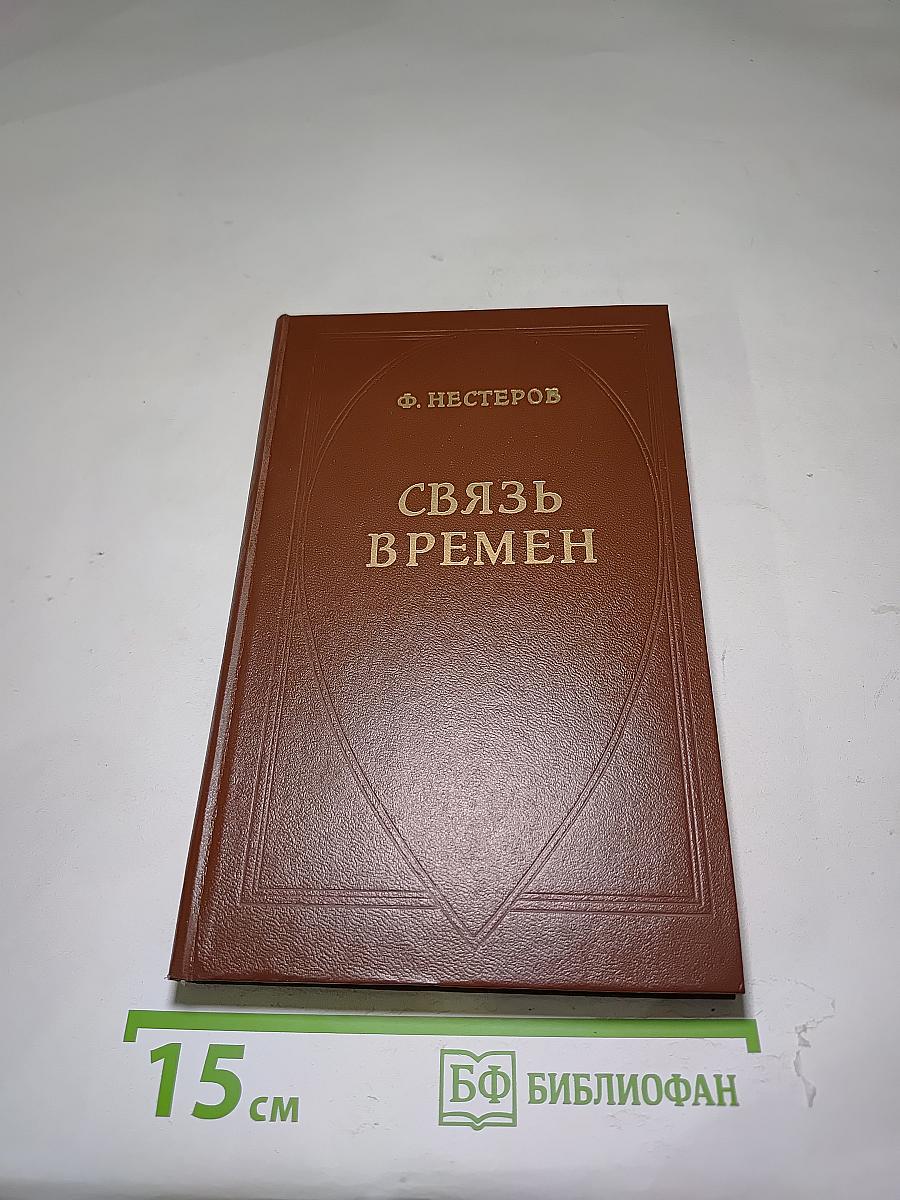 Ф. НЕСТЕРОВ
СВЯЗЬ
ВРЕМЕН
15 см
БФ БИБЛИОФАН